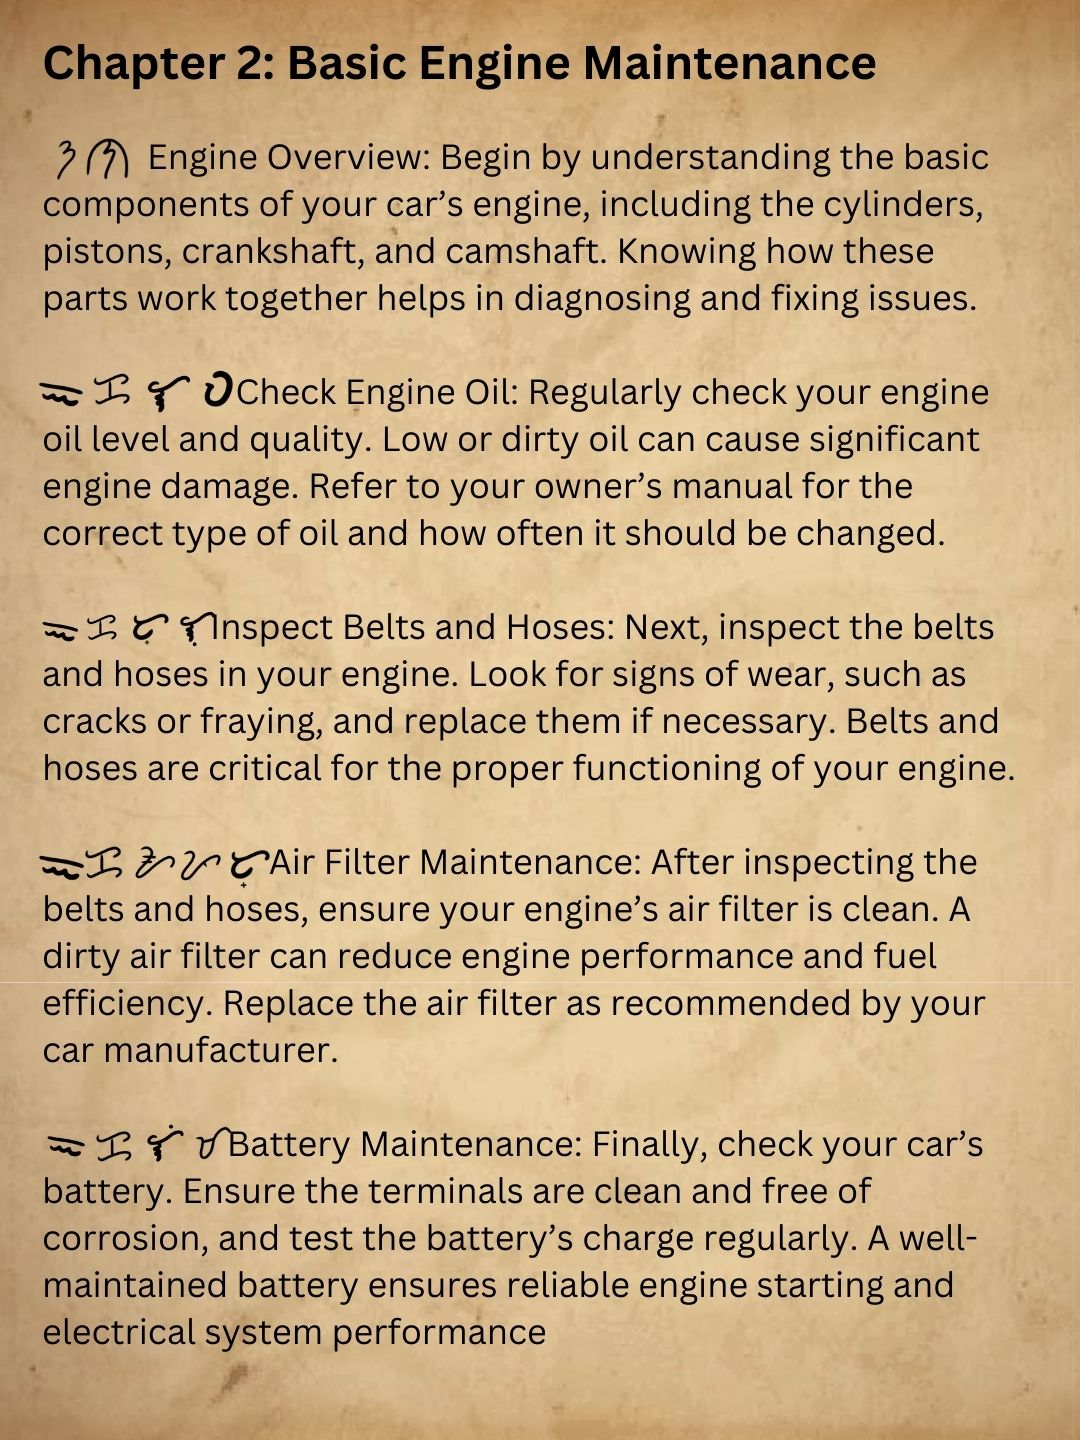 Chapter 2: Basic Engine Maintenance
Engine Overview: Begin by understanding the basic
components of your car’s engine, including the cylinders,
pistons, crankshaft, and camshaft. Knowing how these
parts work together helps in diagnosing and fixing issues.
Check Engine Oil: Regularly check your engine
oil level and quality. Low or dirty oil can cause significant
engine damage. Refer to your owner’s manual for the
correct type of oil and how often it should be changed.
Inspect Belts and Hoses: Next, inspect the belts
and hoses in your engine. Look for signs of wear, such as
cracks or fraying, and replace them if necessary. Belts and
hoses are critical for the proper functioning of your engine.
Air Filter Maintenance: After inspecting the
belts and hoses, ensure your engine’s air filter is clean. A
dirty air filter can reduce engine performance and fuel
efficiency. Replace the air filter as recommended by your
car manufacturer.
Battery Maintenance: Finally, check your car’s
battery. Ensure the terminals are clean and free of
corrosion, and test the battery’s charge regularly. A well-
maintained battery ensures reliable engine starting and
electrical system performance